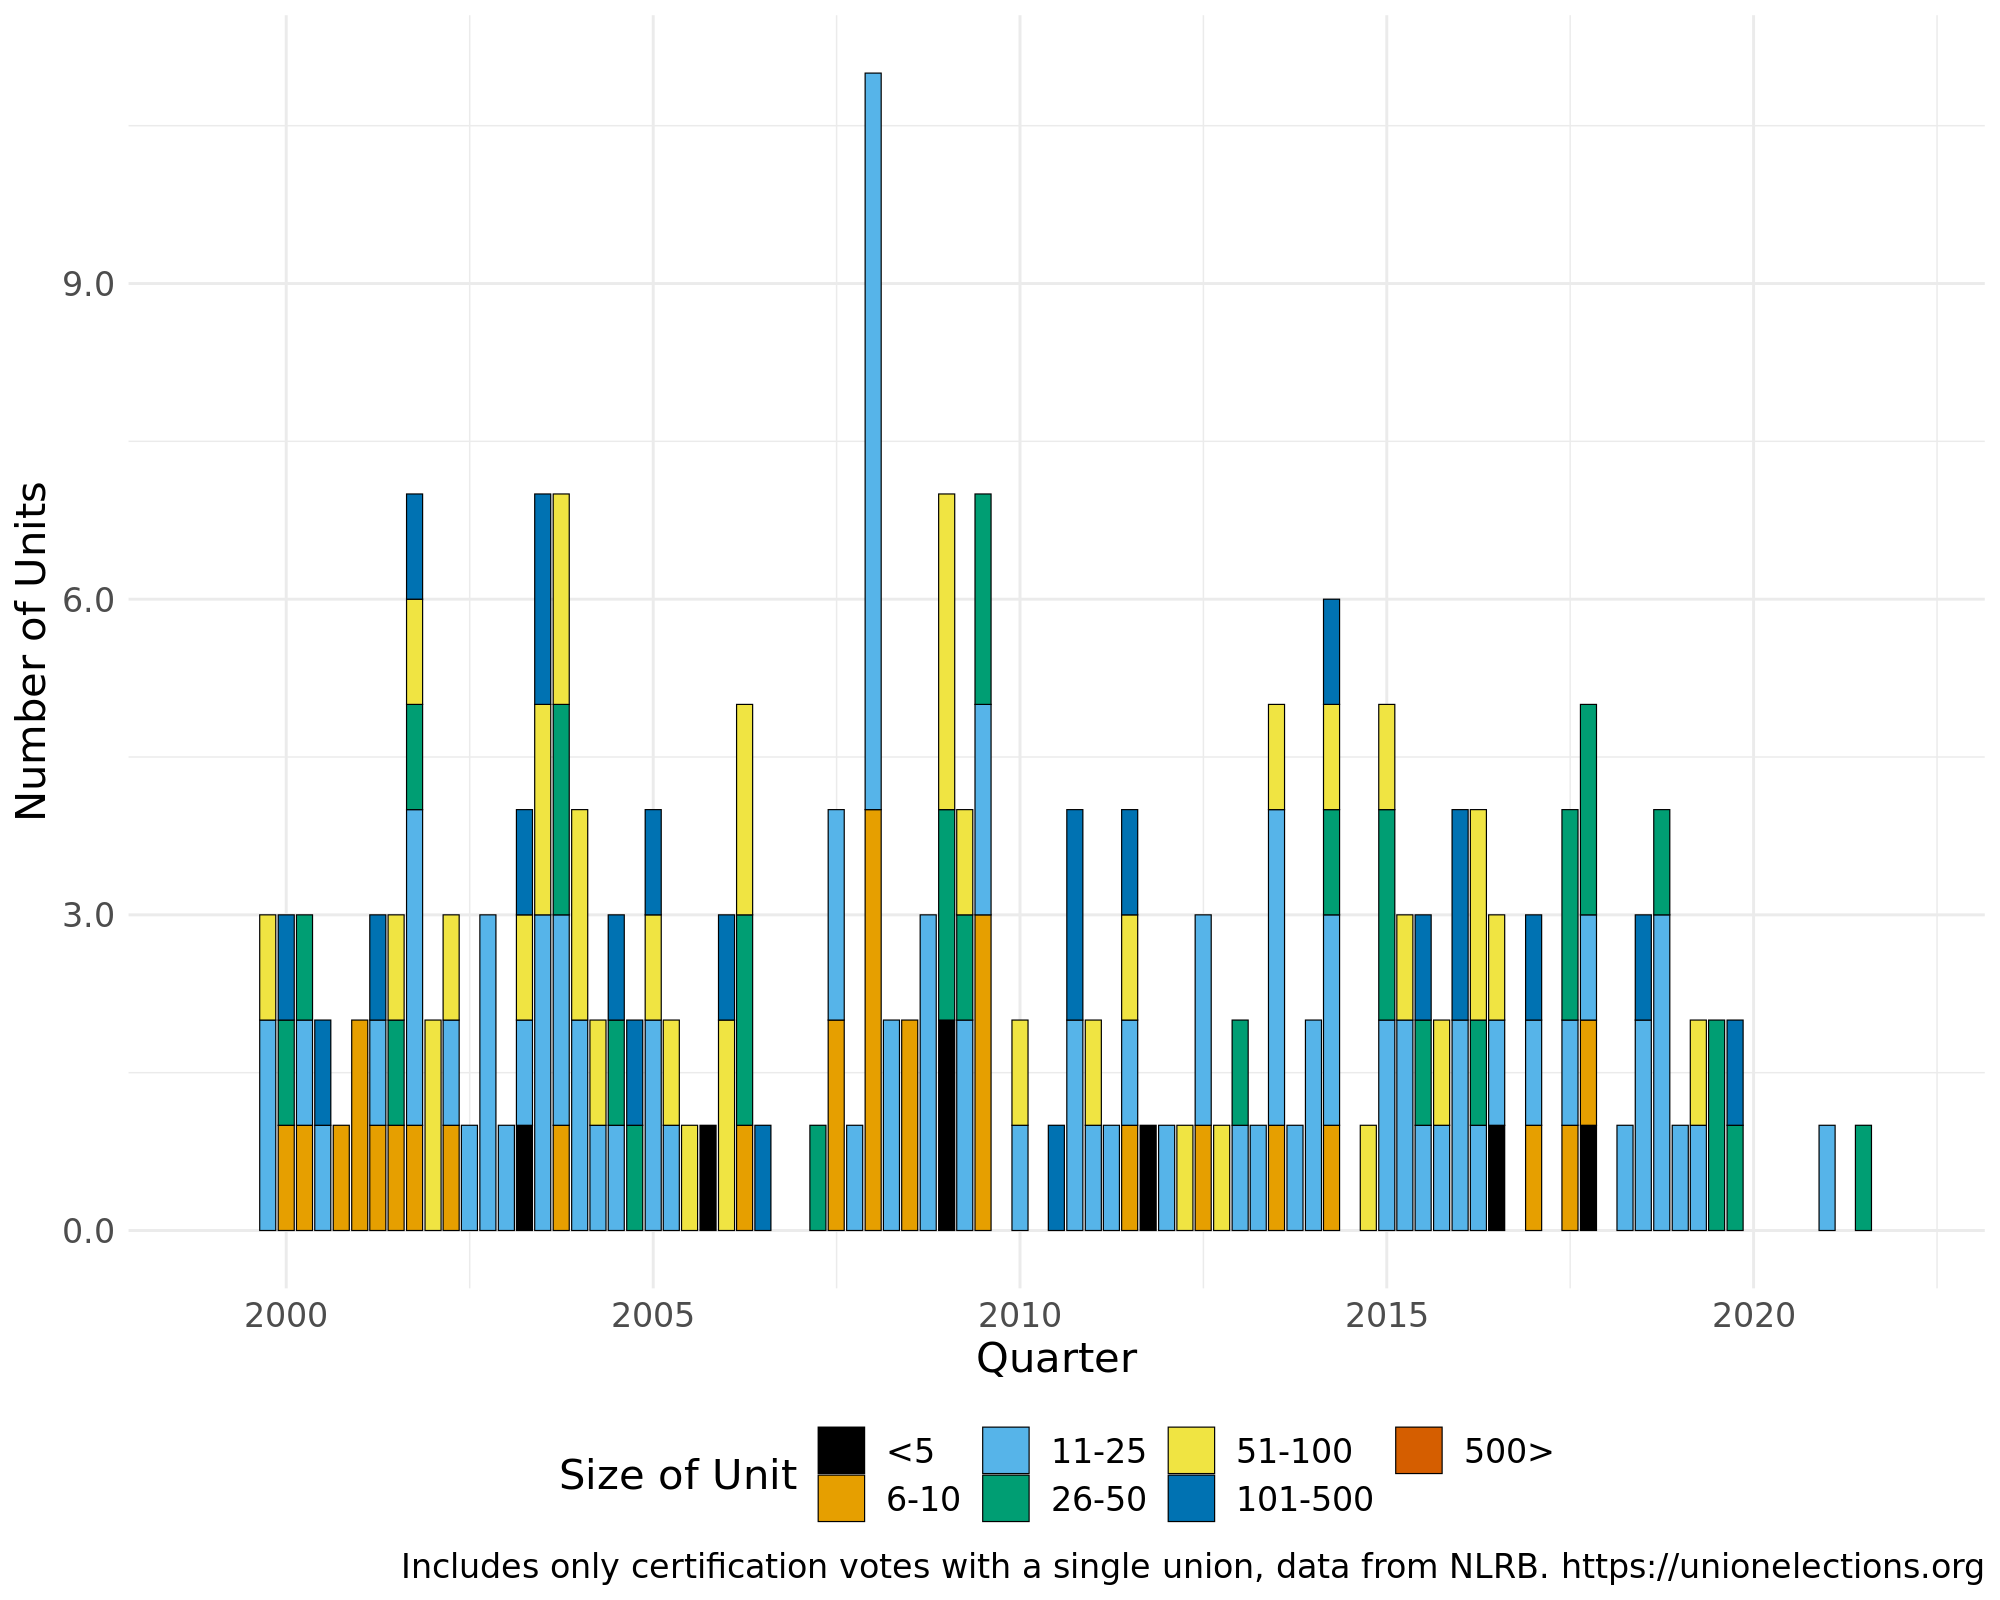 9.0
6.0
3.0
0.0
Number of Units
2000 2005 2010 2015 2020
Quarter
Size of Unit
<5 11-25 51-100 500>
6-10 26-50 101-500
Includes only certification votes with a single union, data from NLRB. https://unionelections.org